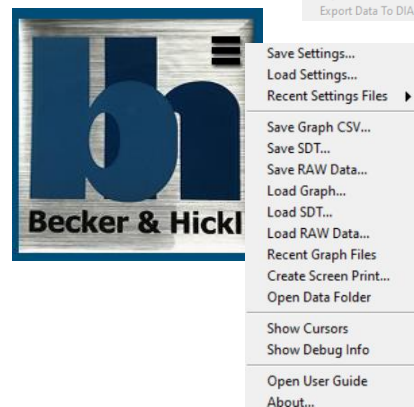 Export Data To DIA
bh
Becker & Hickl
Save Settings...
Load Settings...
Recent Settings Files
Save Graph CSV...
Save SDT...
Save RAW Data...
Load Graph...
Load SDT...
Load RAW Data...
Recent Graph Files
Create Screen Print...
Open Data Folder
Show Cursors
Show Debug Info
Open User Guide
About...